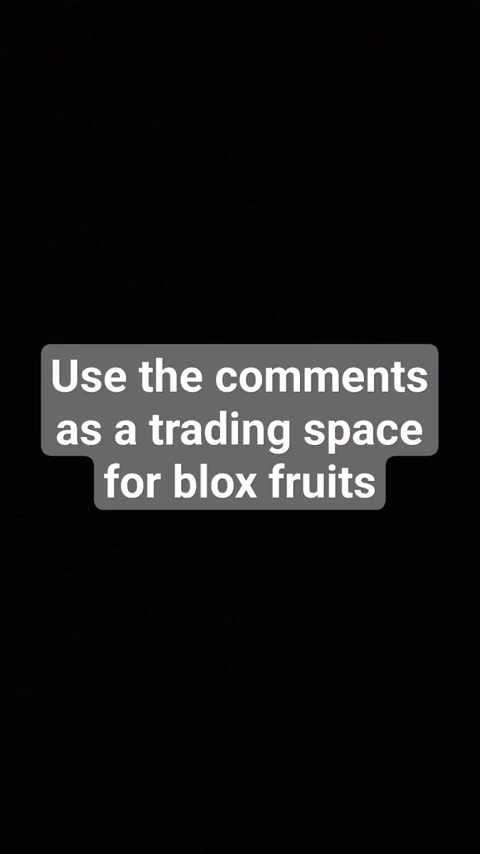 Use the comments
as a trading space
for blox fruits